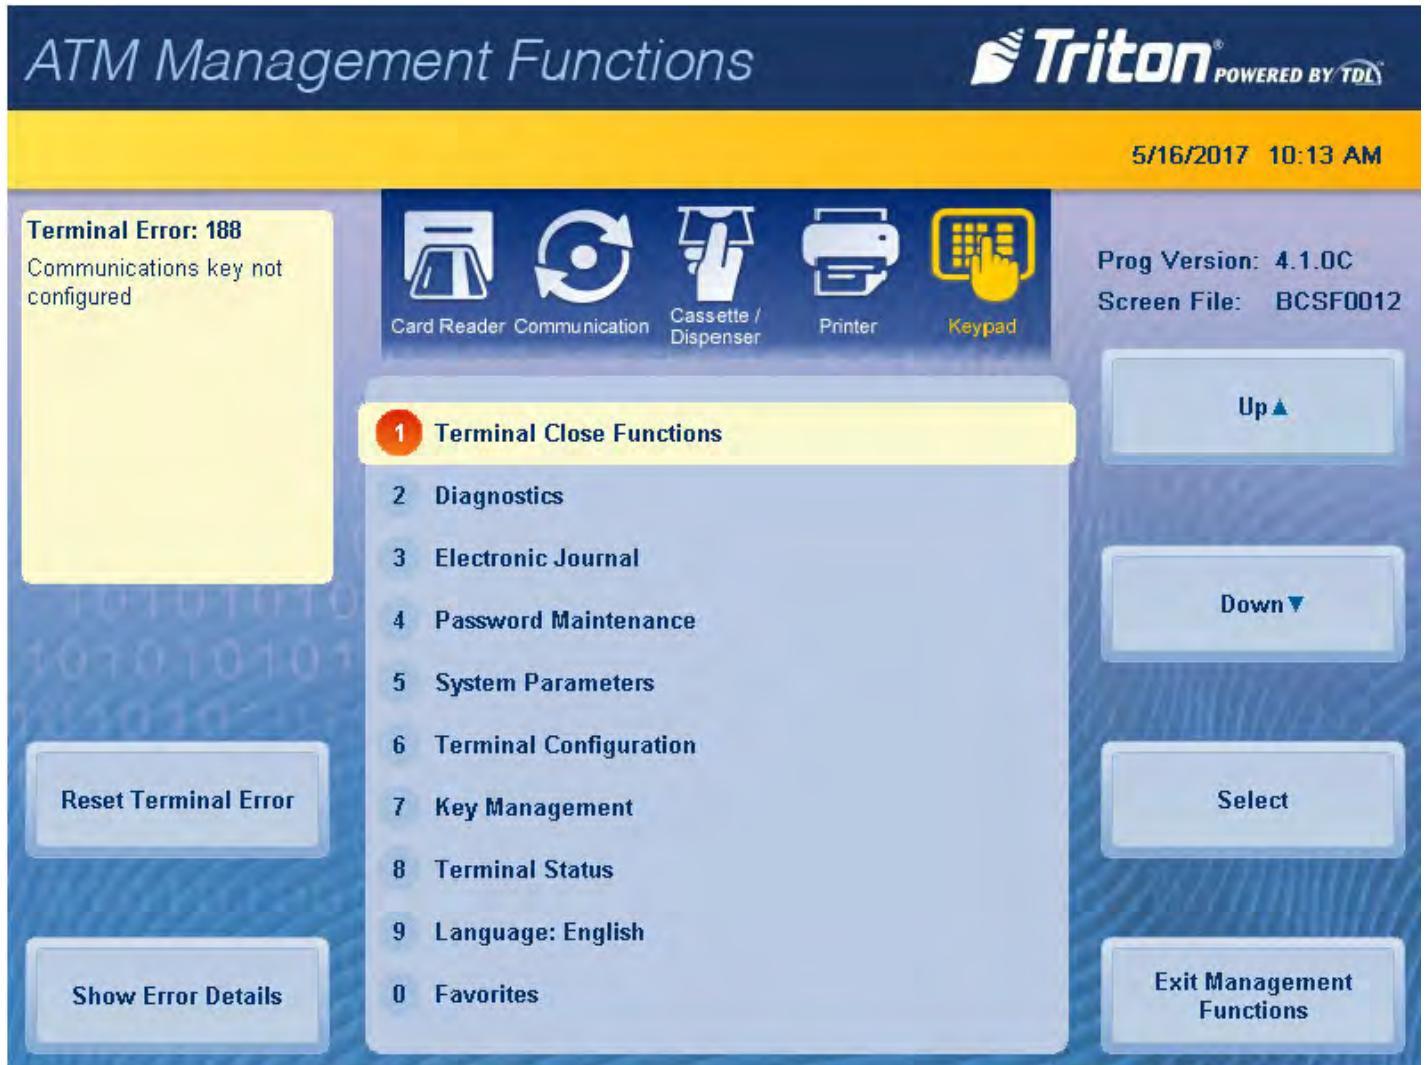 ATM Management Functions
Triton® POWERED BY TDL™
5/16/2017 10:13 AM
Terminal Error: 188
Communications key not
configured
Card Reader
Communication
Cassette /
Dispenser
Printer
Keypad
Prog Version: 4.1.0C
Screen File: BCSF0012
1 Terminal Close Functions
2 Diagnostics
3 Electronic Journal
4 Password Maintenance
5 System Parameters
6 Terminal Configuration
7 Key Management
8 Terminal Status
9 Language: English
0 Favorites
Reset Terminal Error
Show Error Details
Up▲
Down▼
Select
Exit Management
Functions